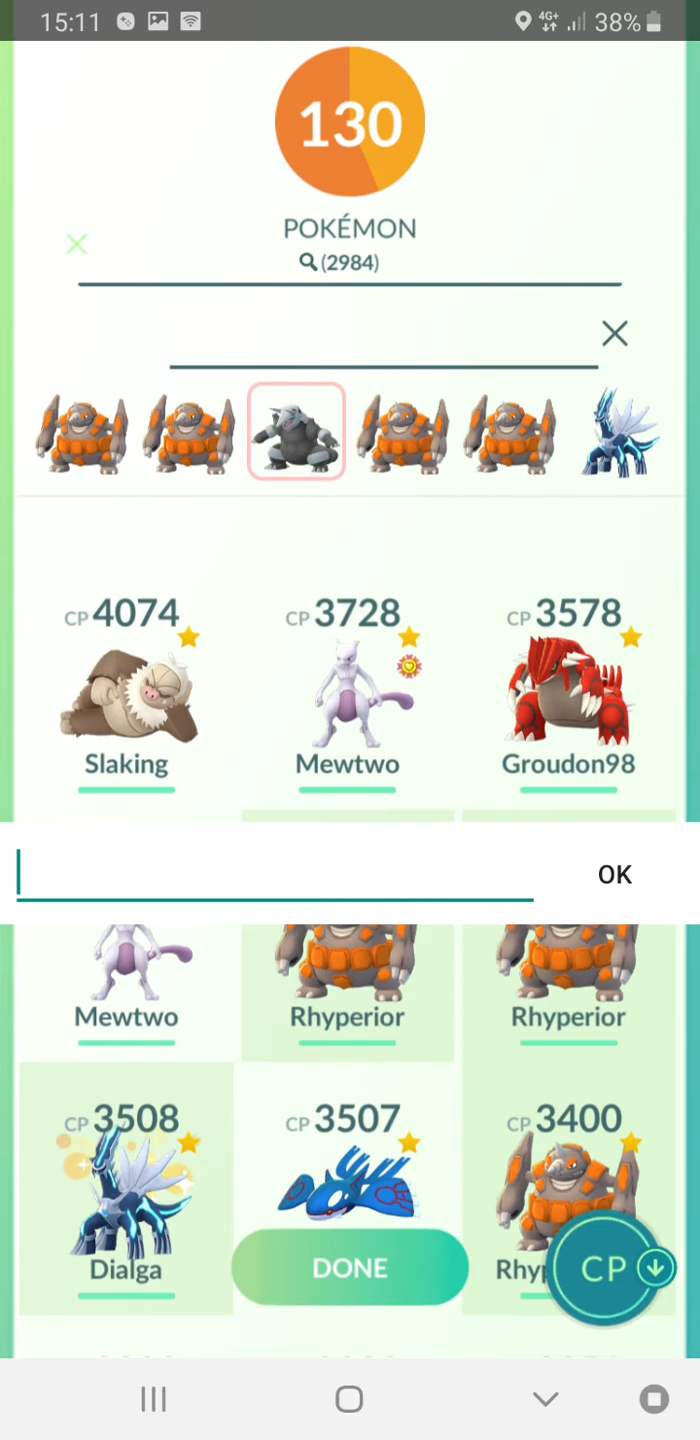 15:11 4G+ 38%
130
POKÉMON
(2984)
CP 4074 CP 3728 CP 3578
Slaking Mewtwo Groudon98
OK
Mewtwo Rhyperior Rhyperior
CP 3508 CP 3507 CP 3400
Dialga DONE Rhyp CP